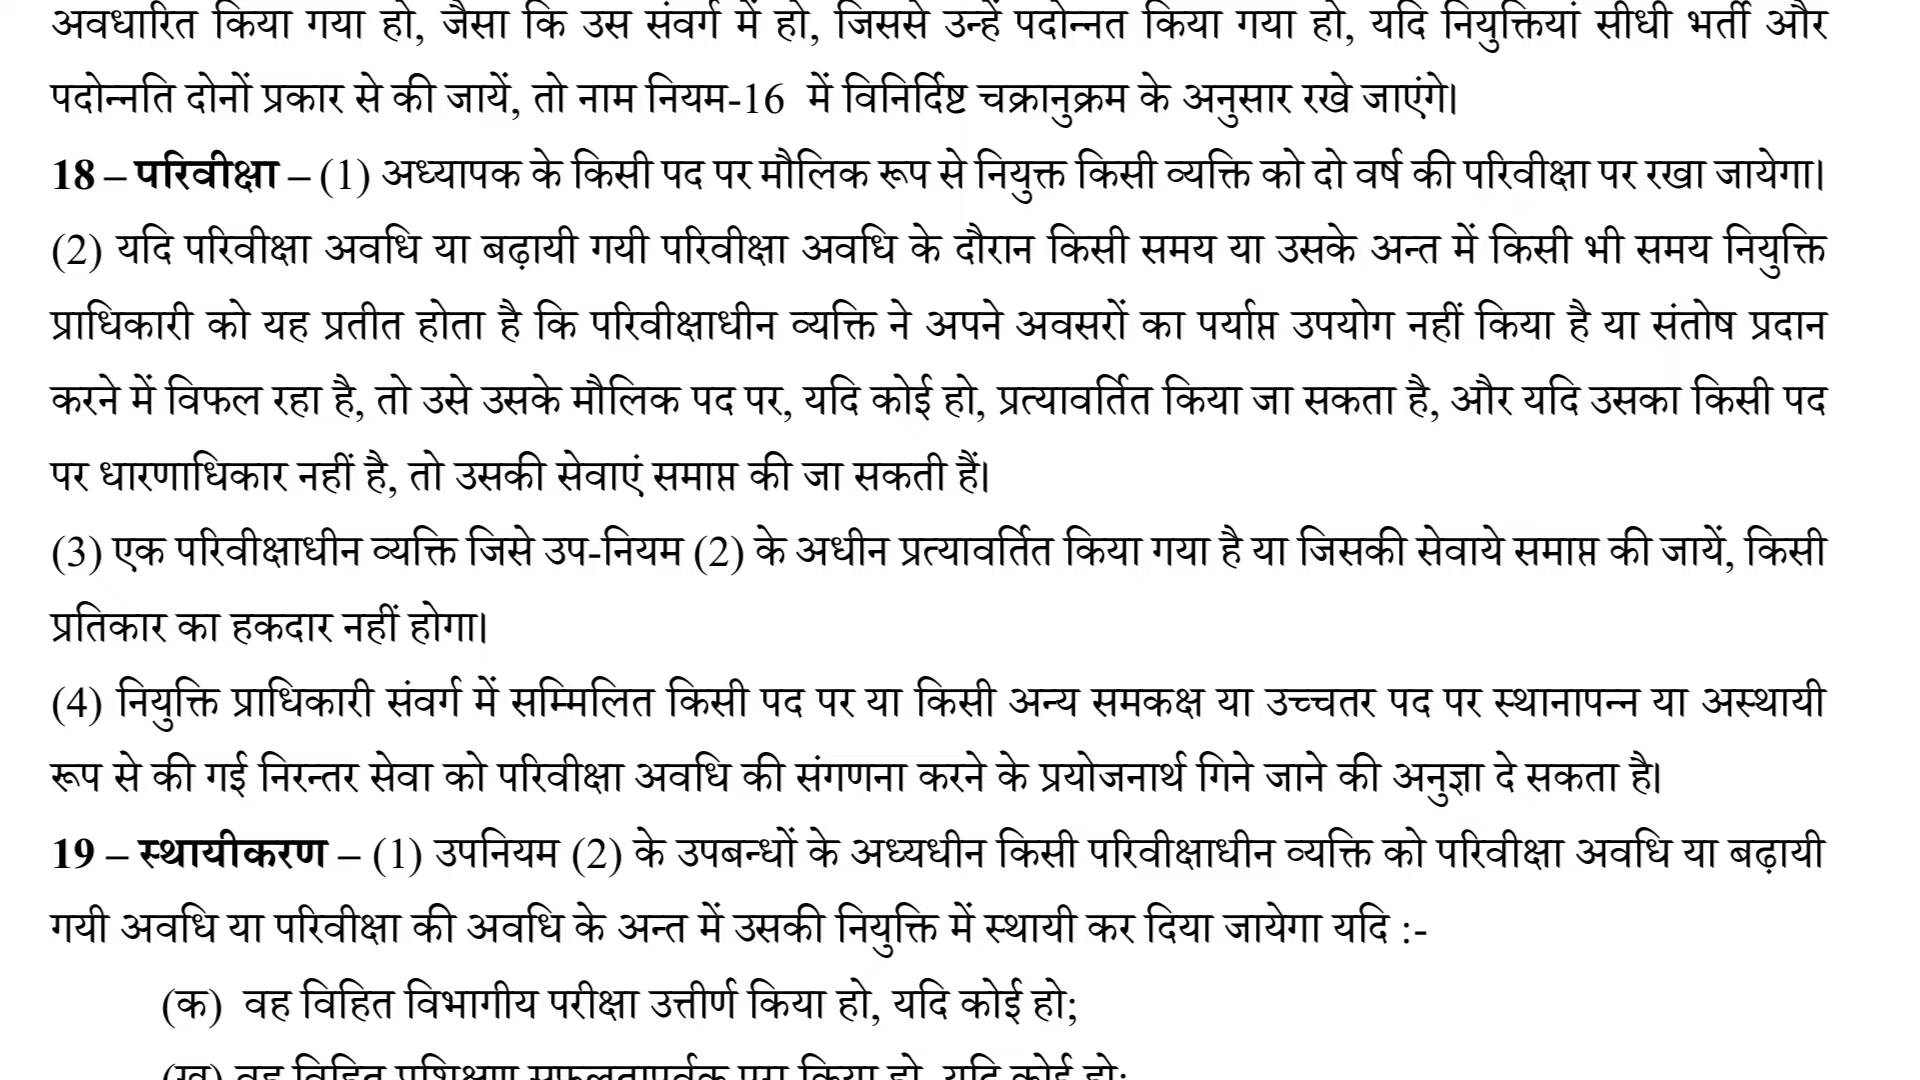 अवधारित किया गया हो, जैसा कि उस संवर्ग में हो, जिससे उन्हें पदोन्नत किया गया हो, यदि नियुक्तियां सीधी भर्ती और
पदोन्नति दोनों प्रकार से की जायें, तो नाम नियम-16 में विनिर्दिष्ट चक्रानुक्रम के अनुसार रखे जाएंगे।
18 – परिवीक्षा – (1) अध्यापक के किसी पद पर मौलिक रूप से नियुक्त किसी व्यक्ति को दो वर्ष की परिवीक्षा पर रखा जायेगा।
(2) यदि परिवीक्षा अवधि या बढ़ायी गयी परिवीक्षा अवधि के दौरान किसी समय या उसके अन्त में किसी भी समय नियुक्ति
प्राधिकारी को यह प्रतीत होता है कि परिवीक्षाधीन व्यक्ति ने अपने अवसरों का पर्याप्त उपयोग नहीं किया है या संतोष प्रदान
करने में विफल रहा है, तो उसे उसके मौलिक पद पर, यदि कोई हो, प्रत्यावर्तित किया जा सकता है, और यदि उसका किसी पद
पर धारणाधिकार नहीं है, तो उसकी सेवाएं समाप्त की जा सकती हैं।
(3) एक परिवीक्षाधीन व्यक्ति जिसे उप-नियम (2) के अधीन प्रत्यावर्तित किया गया है या जिसकी सेवाये समाप्त की जायें, किसी
प्रतिकार का हकदार नहीं होगा।
(4) नियुक्ति प्राधिकारी संवर्ग में सम्मिलित किसी पद पर या किसी अन्य समकक्ष या उच्चतर पद पर स्थानापन्न या अस्थायी
रूप से की गई निरन्तर सेवा को परिवीक्षा अवधि की संगणना करने के प्रयोजनार्थ गिने जाने की अनुज्ञा दे सकता है।
19 – स्थायीकरण – (1) उपनियम (2) के उपबन्धों के अध्यधीन किसी परिवीक्षाधीन व्यक्ति को परिवीक्षा अवधि या बढ़ायी
गयी अवधि या परिवीक्षा की अवधि के अन्त में उसकी नियुक्ति में स्थायी कर दिया जायेगा यदि :-
(क) वह विहित विभागीय परीक्षा उत्तीर्ण किया हो, यदि कोई हो;
(ख) वह विहित प्रशिक्षण सफलतापूर्वक पूरा किया हो, यदि कोई हो;